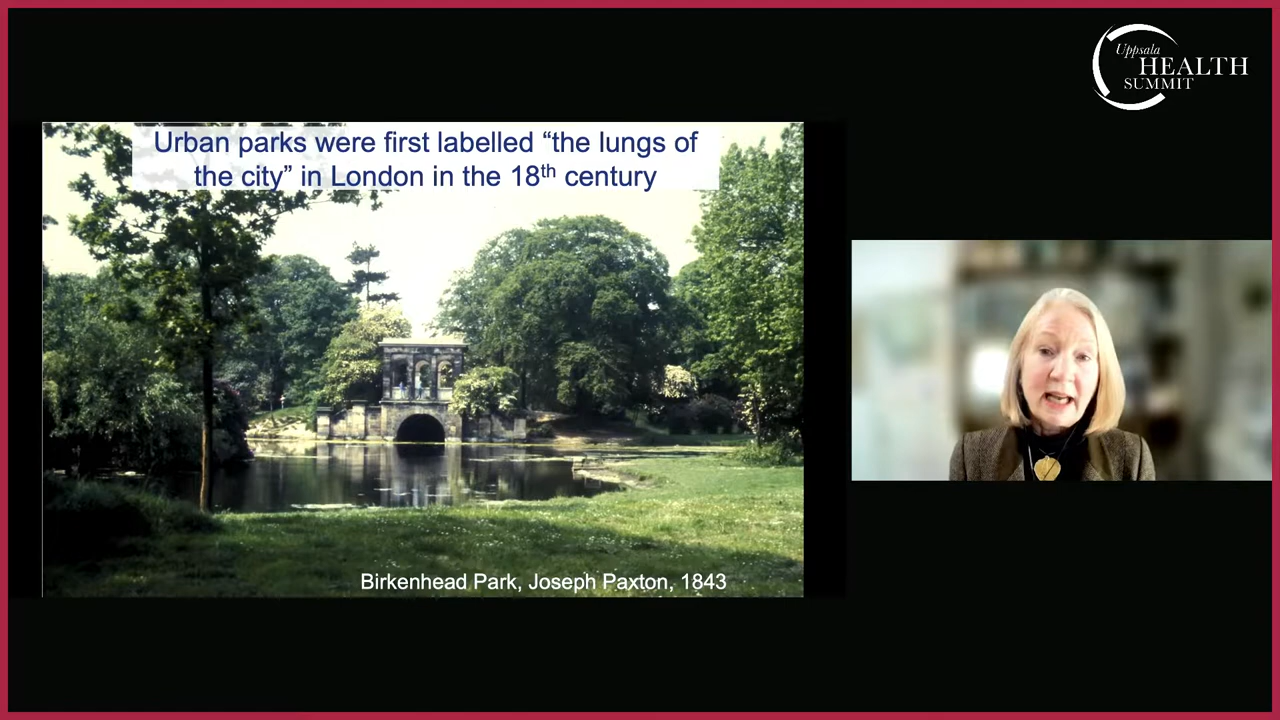 Uppsala
HEALTH
SUMMIT
Urban parks were first labelled “the lungs of
the city” in London in the 18th century
Birkenhead Park, Joseph Paxton, 1843